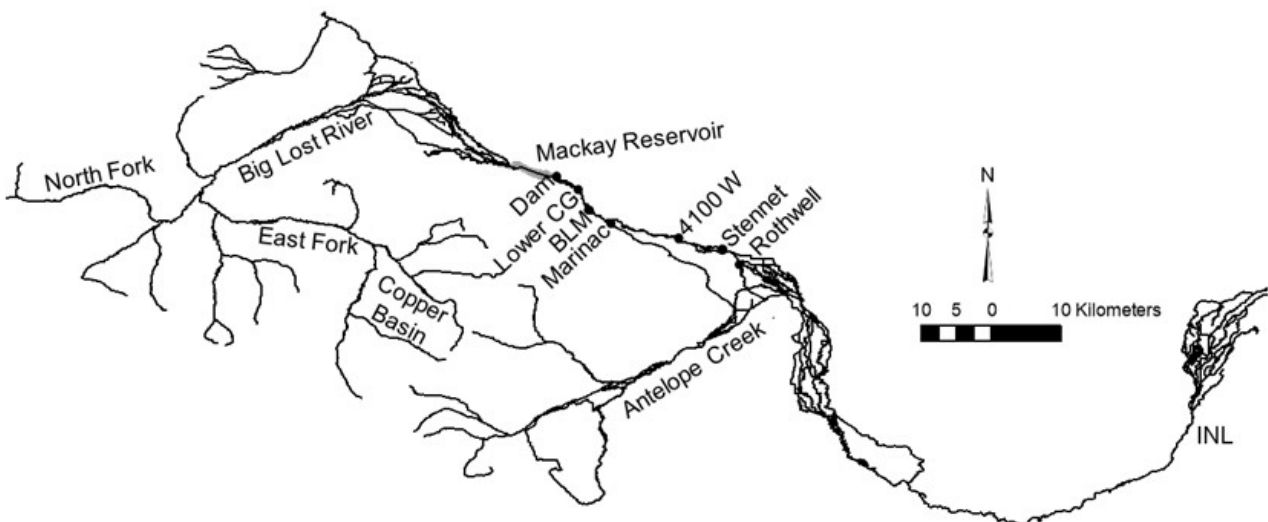 North Fork
Big Lost River
Mackay Reservoir
Dam
Lower CG
BLM
Marinac
4100 W
Stennet
Rothwell
East Fork
Copper
Basin
Antelope Creek
N
10 5 0 10 Kilometers
INL